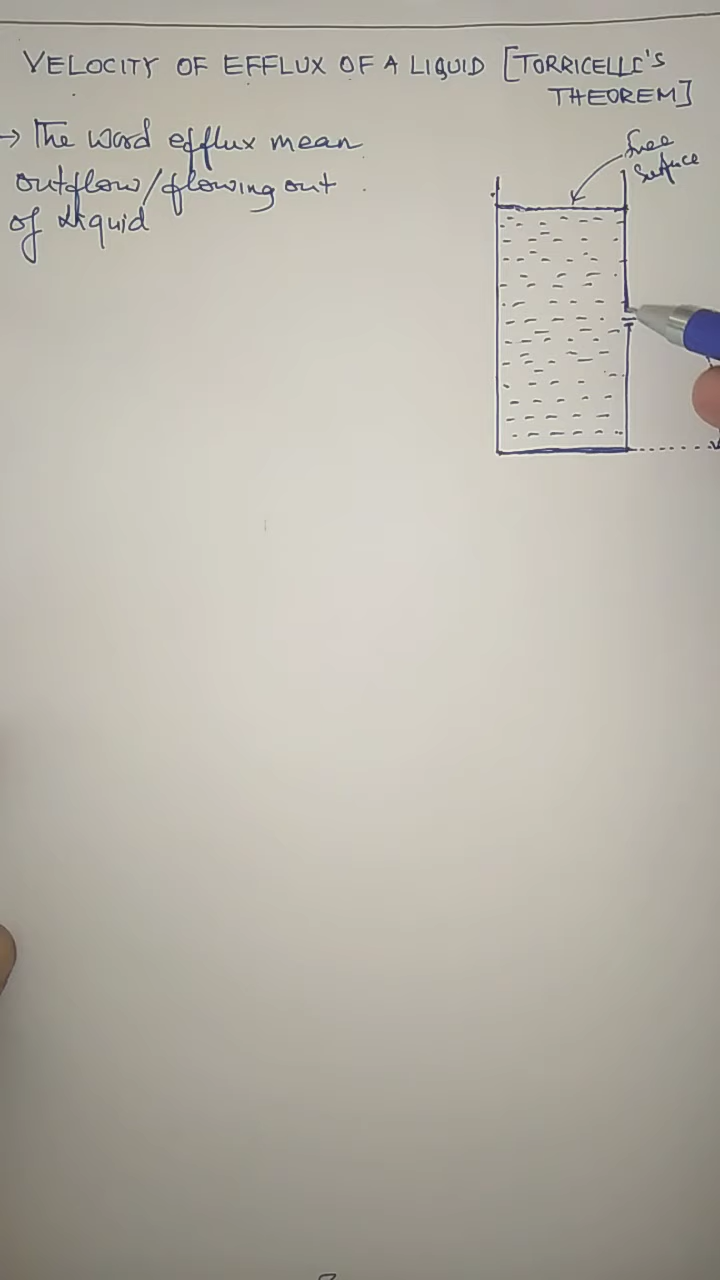 VELOCITY OF EFFLUX OF A LIQUID [TORRICELLI'S
THEOREM]
→ The word efflux mean
outflow/flowing out
of liquid
free
surface